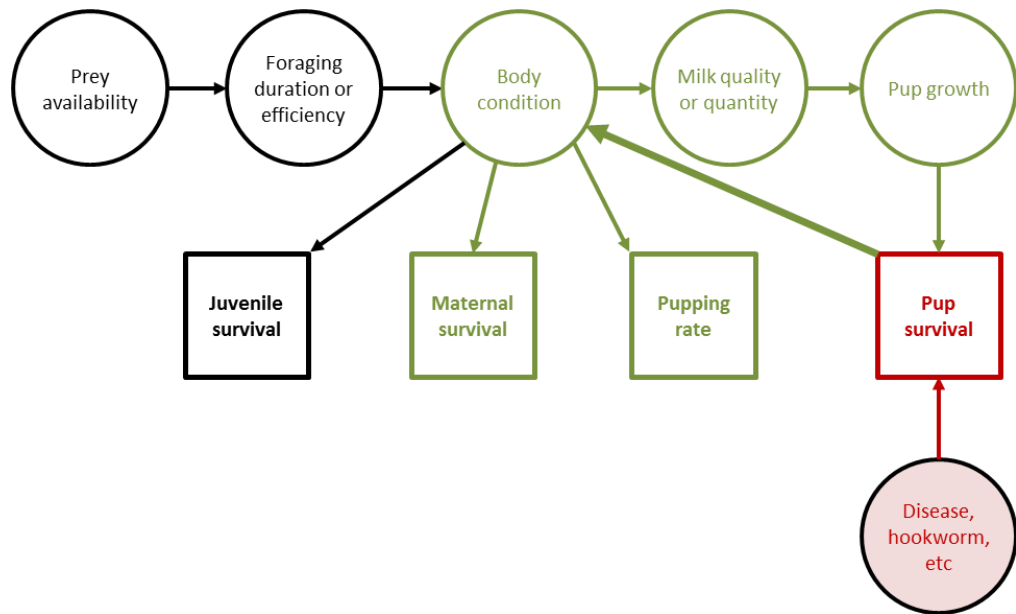 Prey
availability
Foraging
duration or
efficiency
Body
condition
Milk quality
or quantity
Pup growth
Juvenile
survival
Maternal
survival
Pupping
rate
Pup
survival
Disease,
hookworm,
etc